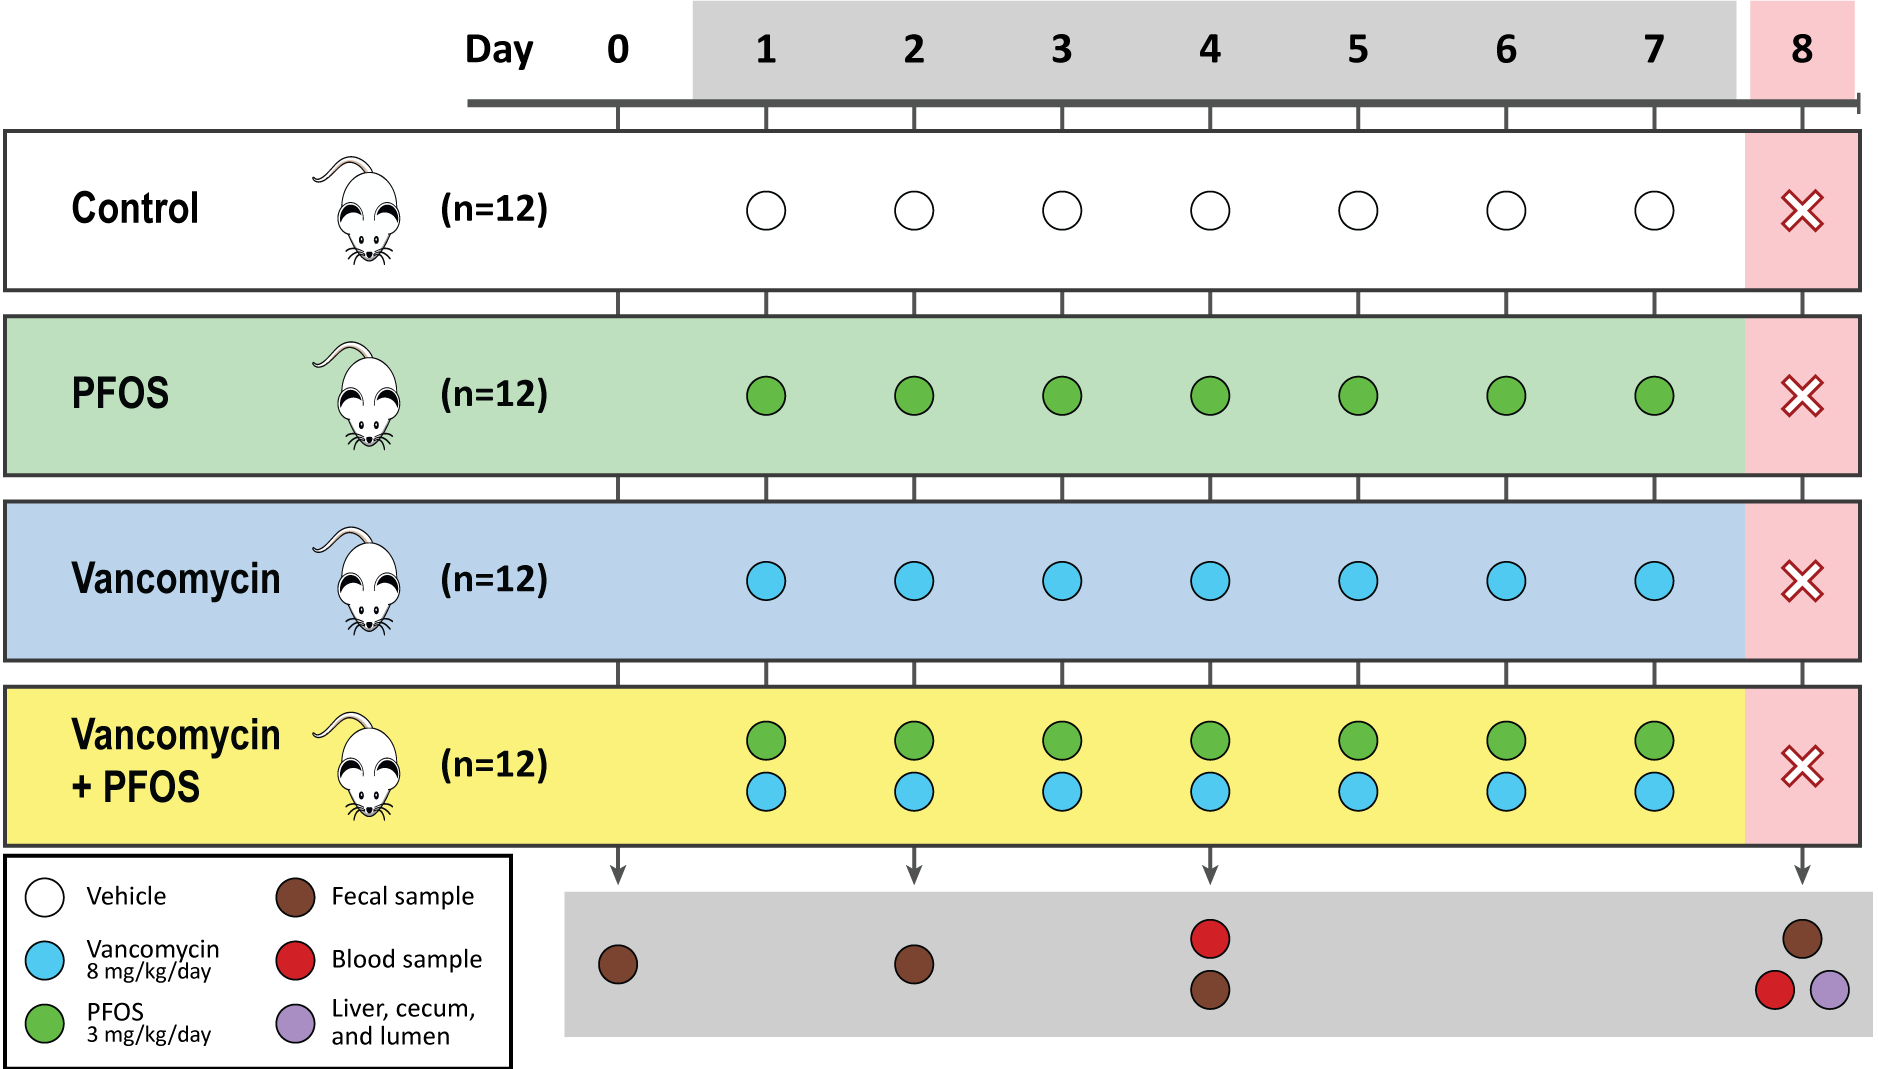 Day 0 1 2 3 4 5 6 7 8
Control (n=12)
PFOS (n=12)
Vancomycin (n=12)
Vancomycin
+ PFOS (n=12)
Vehicle
Vancomycin
8 mg/kg/day
PFOS
3 mg/kg/day
Fecal sample
Blood sample
Liver, cecum,
and lumen